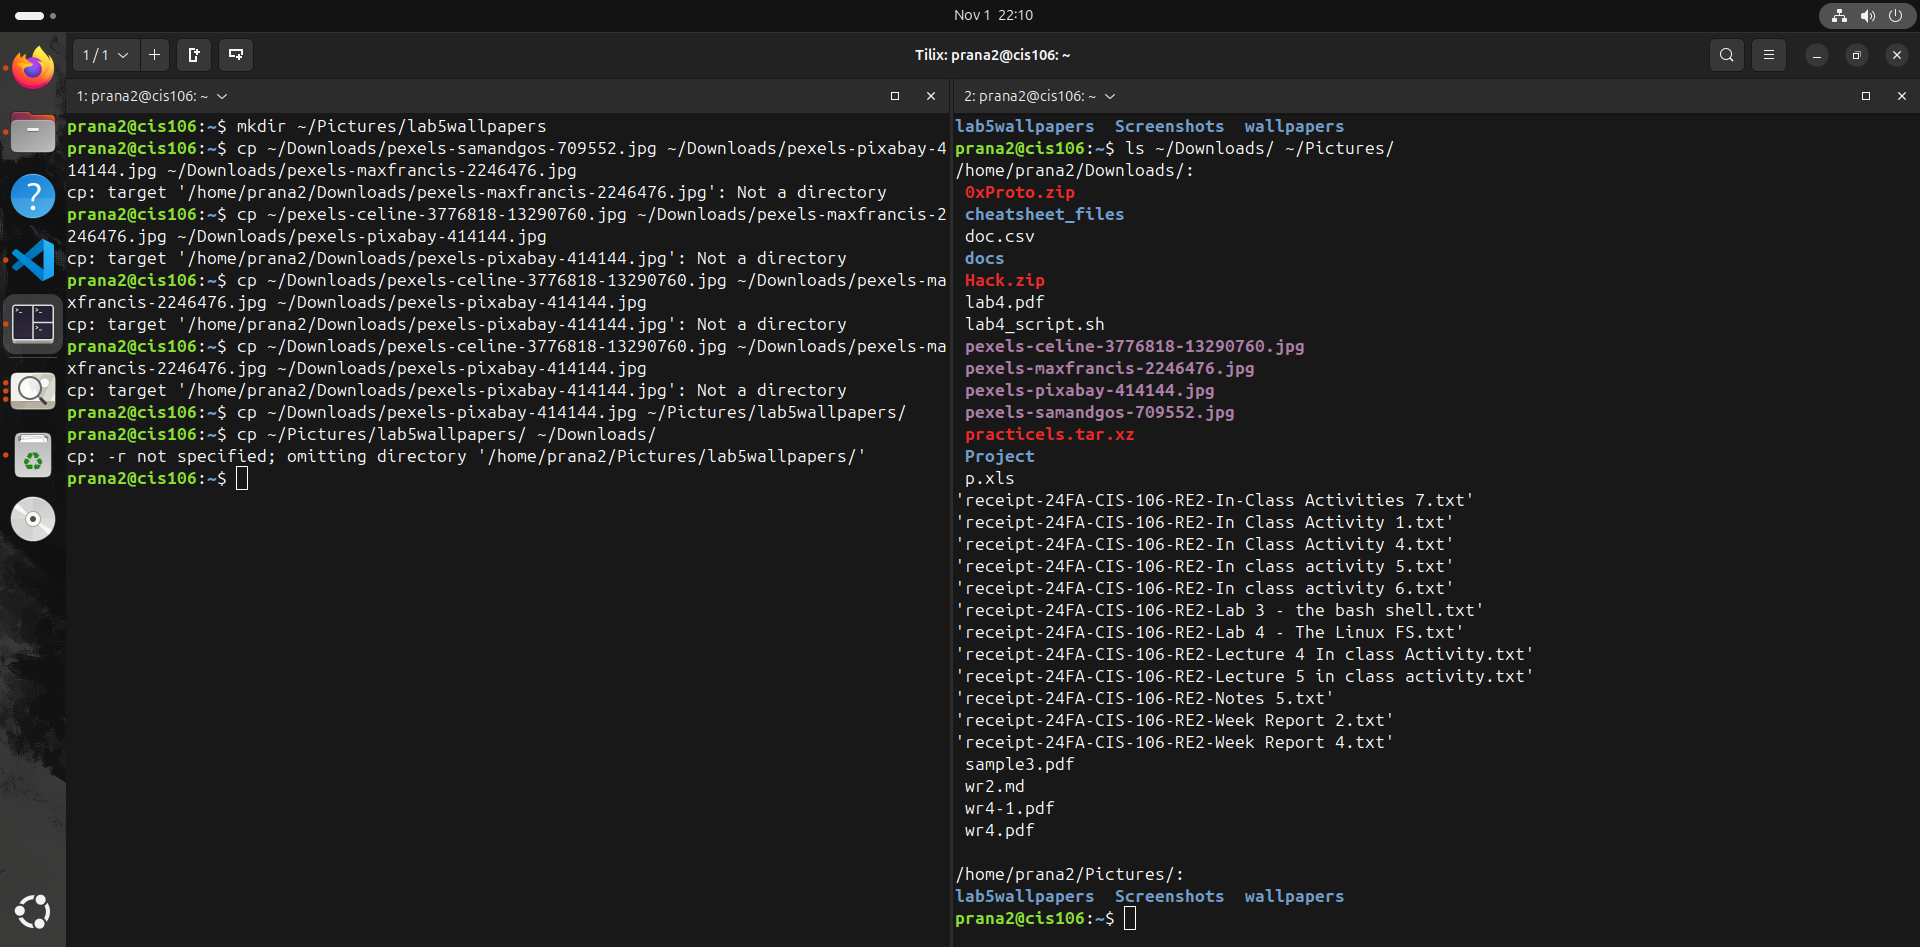 Nov 1 22:10
1 / 1
Tilix: prana2@cis106: ~
1: prana2@cis106: ~
prana2@cis106:~$ mkdir ~/Pictures/lab5wallpapers
prana2@cis106:~$ cp ~/Downloads/pexels-samandgos-709552.jpg ~/Downloads/pexels-pixabay-4
14144.jpg ~/Downloads/pexels-maxfrancis-2246476.jpg
cp: target '/home/prana2/Downloads/pexels-maxfrancis-2246476.jpg': Not a directory
prana2@cis106:~$ cp ~/pexels-celine-3776818-13290760.jpg ~/Downloads/pexels-maxfrancis-2
246476.jpg ~/Downloads/pexels-pixabay-414144.jpg
cp: target '/home/prana2/Downloads/pexels-pixabay-414144.jpg': Not a directory
prana2@cis106:~$ cp ~/Downloads/pexels-celine-3776818-13290760.jpg ~/Downloads/pexels-ma
xfrancis-2246476.jpg ~/Downloads/pexels-pixabay-414144.jpg
cp: target '/home/prana2/Downloads/pexels-pixabay-414144.jpg': Not a directory
prana2@cis106:~$ cp ~/Downloads/pexels-celine-3776818-13290760.jpg ~/Downloads/pexels-ma
xfrancis-2246476.jpg ~/Downloads/pexels-pixabay-414144.jpg
cp: target '/home/prana2/Downloads/pexels-pixabay-414144.jpg': Not a directory
prana2@cis106:~$ cp ~/Downloads/pexels-pixabay-414144.jpg ~/Pictures/lab5wallpapers/
prana2@cis106:~$ cp ~/Pictures/lab5wallpapers/ ~/Downloads/
cp: -r not specified; omitting directory '/home/prana2/Pictures/lab5wallpapers/'
prana2@cis106:~$
2: prana2@cis106: ~
lab5wallpapers  Screenshots  wallpapers
prana2@cis106:~$ ls ~/Downloads/ ~/Pictures/
/home/prana2/Downloads/:
0xProto.zip
cheatsheet_files
doc.csv
docs
Hack.zip
lab4.pdf
lab4_script.sh
pexels-celine-3776818-13290760.jpg
pexels-maxfrancis-2246476.jpg
pexels-pixabay-414144.jpg
pexels-samandgos-709552.jpg
practicels.tar.xz
Project
p.xls
'receipt-24FA-CIS-106-RE2-In-Class Activities 7.txt'
'receipt-24FA-CIS-106-RE2-In Class Activity 1.txt'
'receipt-24FA-CIS-106-RE2-In Class Activity 4.txt'
'receipt-24FA-CIS-106-RE2-In class activity 5.txt'
'receipt-24FA-CIS-106-RE2-In class activity 6.txt'
'receipt-24FA-CIS-106-RE2-Lab 3 - the bash shell.txt'
'receipt-24FA-CIS-106-RE2-Lab 4 - The Linux FS.txt'
'receipt-24FA-CIS-106-RE2-Lecture 4 In class Activity.txt'
'receipt-24FA-CIS-106-RE2-Lecture 5 in class activity.txt'
'receipt-24FA-CIS-106-RE2-Notes 5.txt'
'receipt-24FA-CIS-106-RE2-Week Report 2.txt'
'receipt-24FA-CIS-106-RE2-Week Report 4.txt'
sample3.pdf
wr2.md
wr4-1.pdf
wr4.pdf
/home/prana2/Pictures/:
lab5wallpapers  Screenshots  wallpapers
prana2@cis106:~$